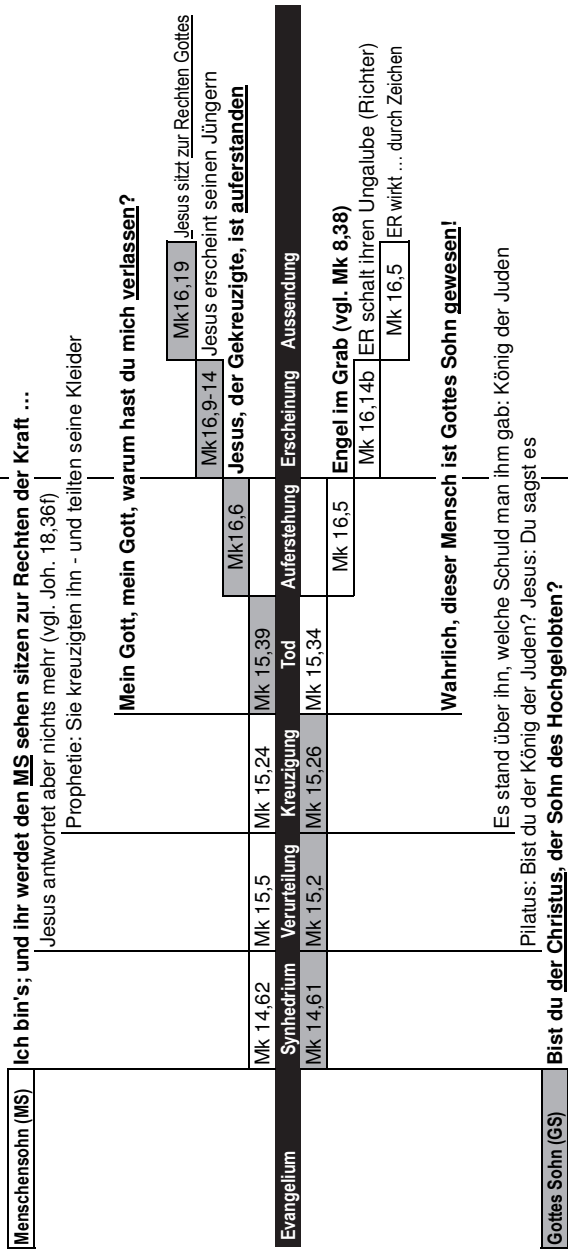 Menschensohn (MS)
Ich bin's; und ihr werdet den MS sehen sitzen zur Rechten der Kraft ...
Jesus antwortet aber nichts mehr (vgl. Joh. 18,36f)
Prophetie: Sie kreuzigten ihn - und teilten seine Kleider
Mein Gott, mein Gott, warum hast du mich verlassen?
Mk16,19 Jesus sitzt zur Rechten Gottes
Mk16,9-14 Jesus erscheint seinen Jüngern
Mk16,6 Jesus, der Gekreuzigte, ist auferstanden
Mk 14,62 Mk 15,5 Mk 15,24 Mk 15,39
Evangelium Synhedrium Verurteilung Kreuzigung Tod Auferstehung Erscheinung Aussendung
Mk 14,61 Mk 15,2 Mk 15,26 Mk 15,34
Mk 16,5 Engel im Grab (vgl. Mk 8,38)
Mk 16,14b ER schalt ihren Ungalube (Richter)
Mk 16,5 ER wirkt ... durch Zeichen
Wahrlich, dieser Mensch ist Gottes Sohn gewesen!
Es stand über ihn, welche Schuld man ihm gab: König der Juden
Pilatus: Bist du der König der Juden? Jesus: Du sagst es
Gottes Sohn (GS)
Bist du der Christus, der Sohn des Hochgelobten?